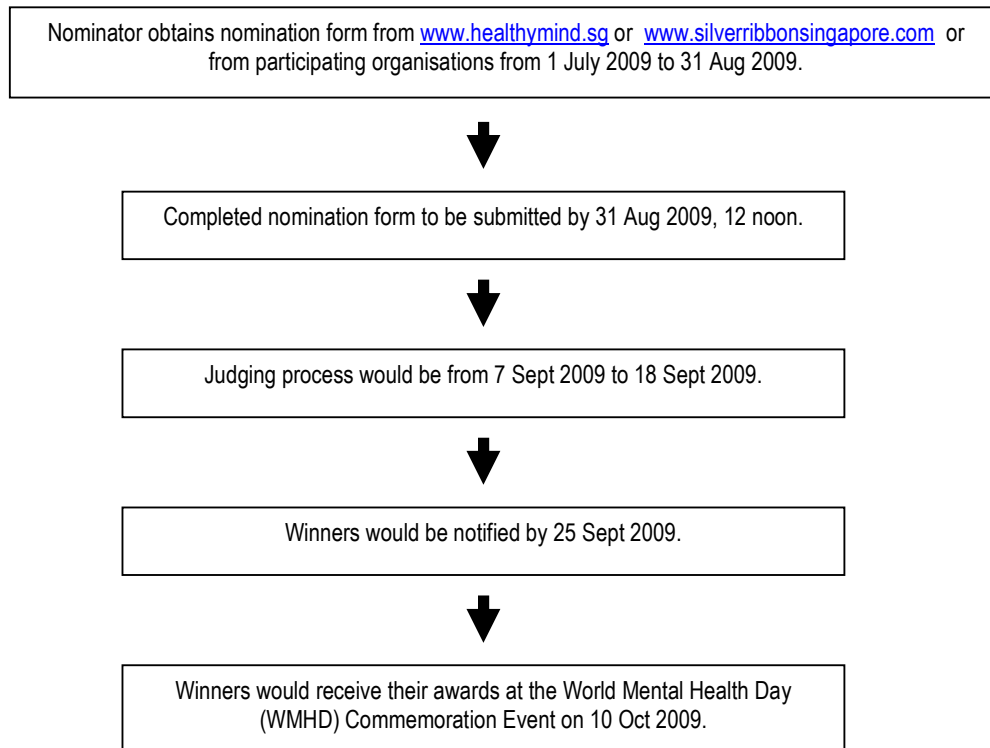 Nominator obtains nomination form from www.healthymind.sg or www.silverribbonsingapore.com or
from participating organisations from 1 July 2009 to 31 Aug 2009.
Completed nomination form to be submitted by 31 Aug 2009, 12 noon.
Judging process would be from 7 Sept 2009 to 18 Sept 2009.
Winners would be notified by 25 Sept 2009.
Winners would receive their awards at the World Mental Health Day
(WMHD) Commemoration Event on 10 Oct 2009.